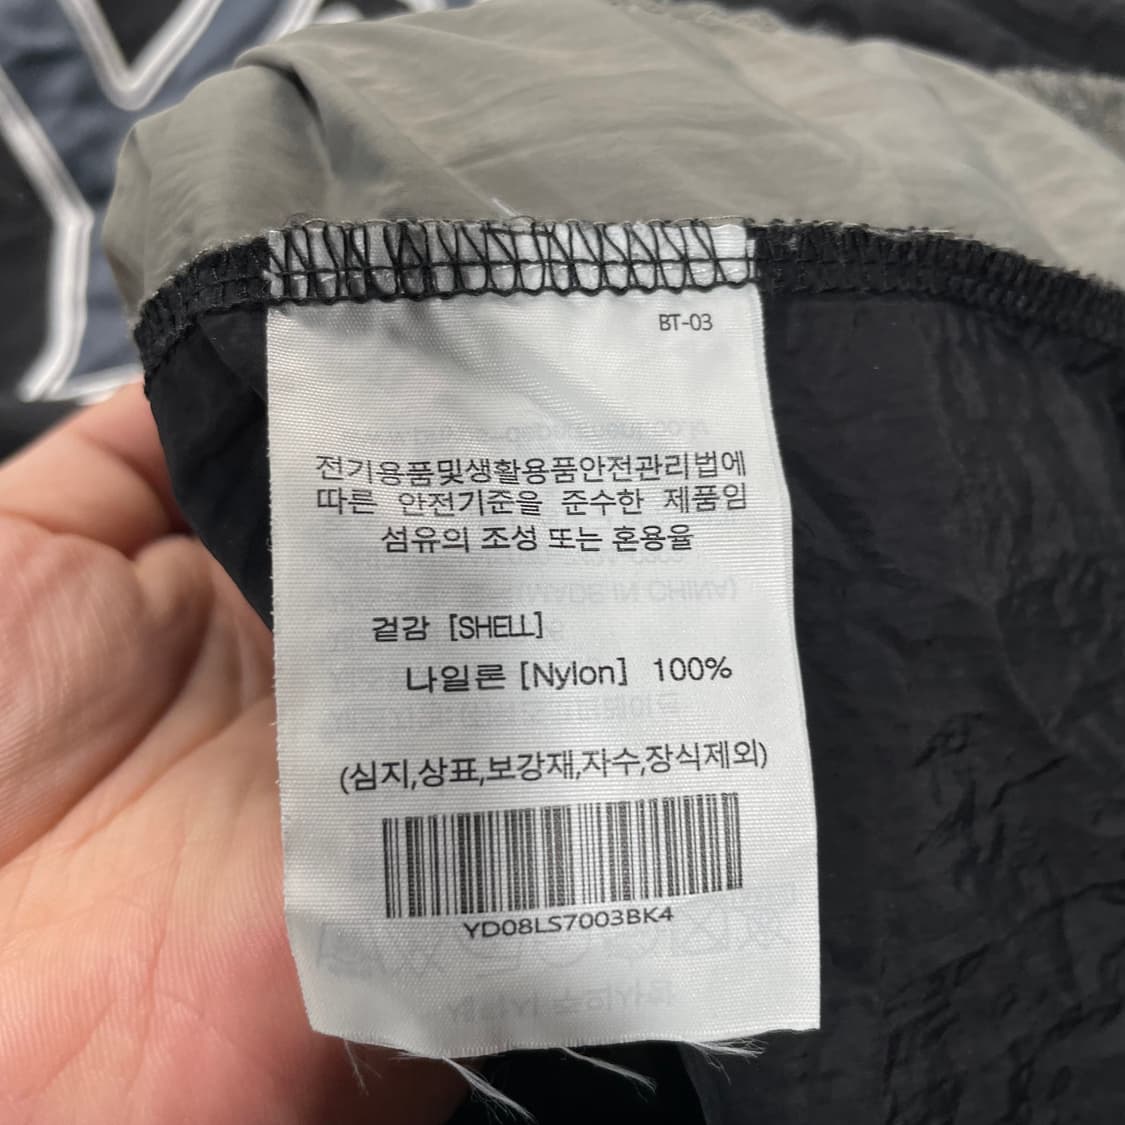 BT-03
전기용품및생활용품안전관리법에
따른 안전기준을 준수한 제품임
섬유의 조성 또는 혼용율
겉감 [SHELL]
나일론 [Nylon] 100%
(심지,상표,보강재,자수,장식제외)
YD08LS7003BK4